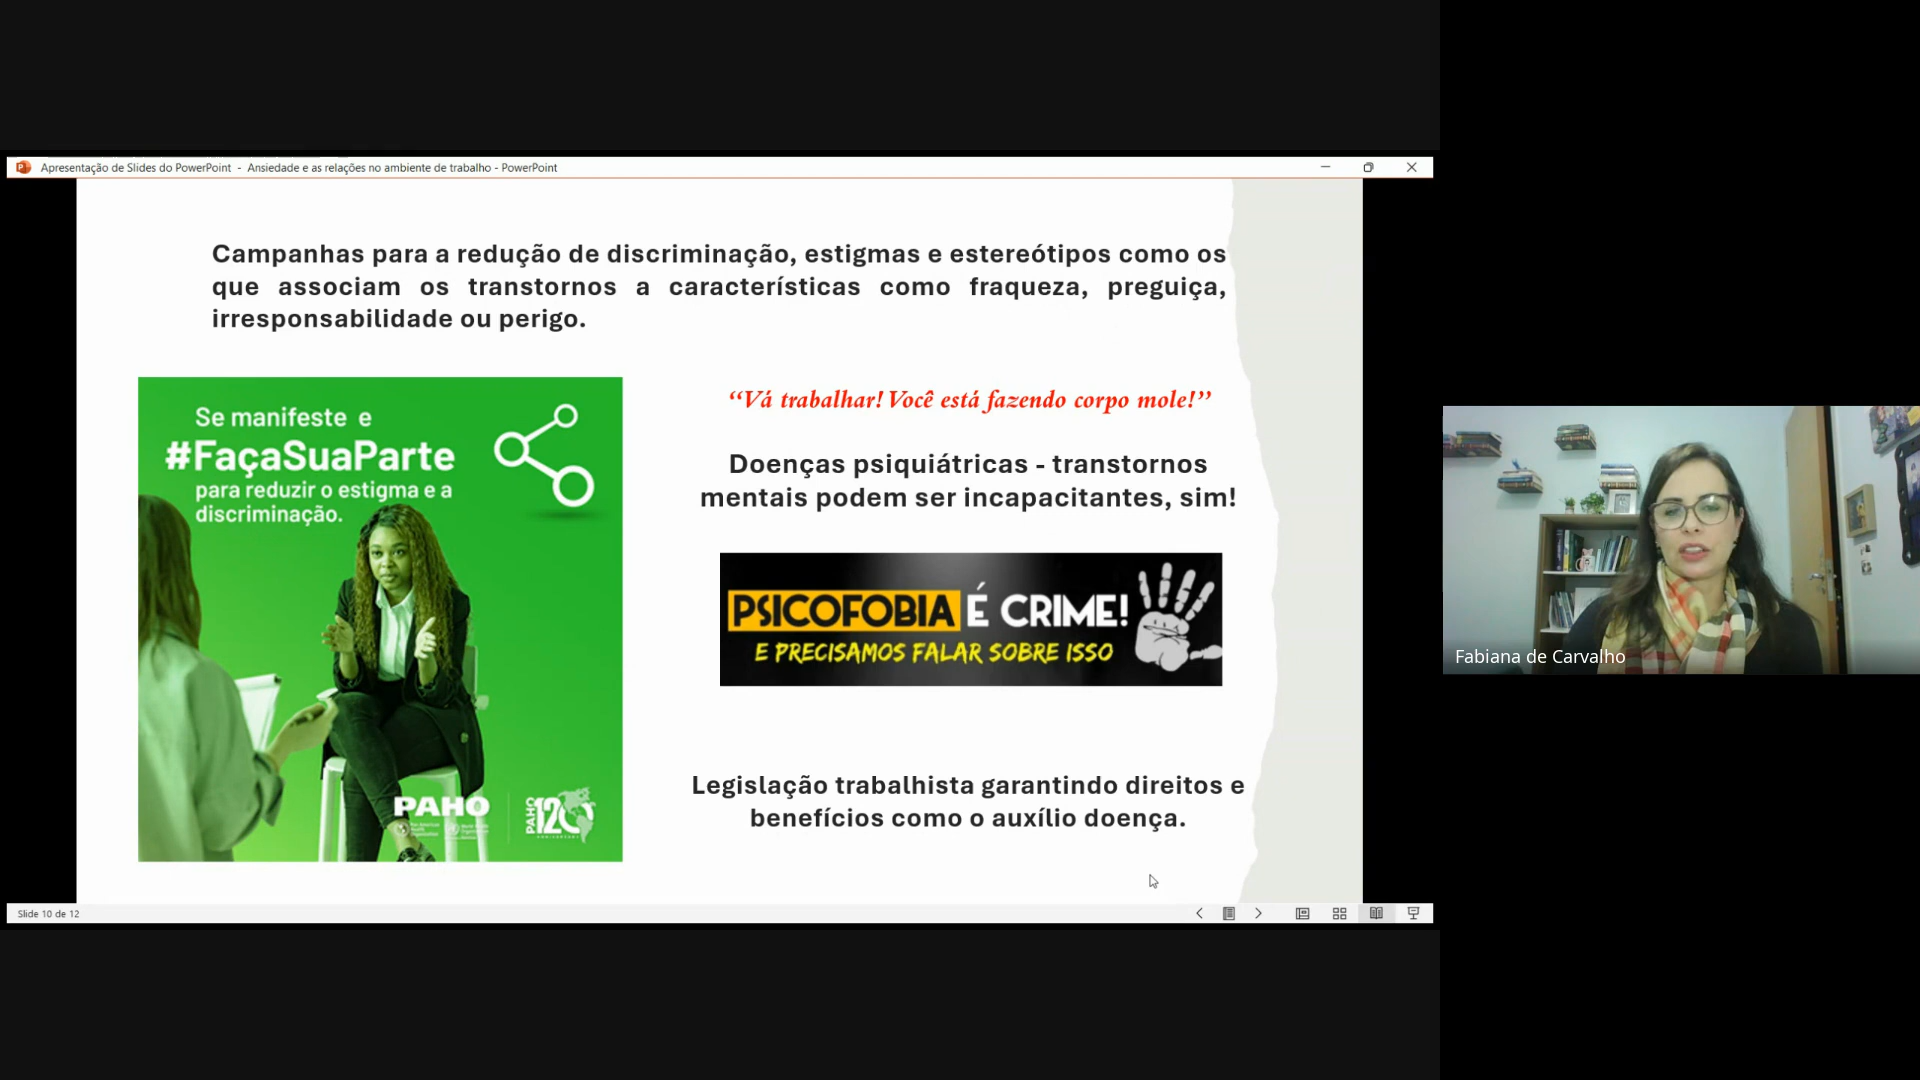 Apresentação de Slides do PowerPoint - Ansiedade e as relações no ambiente de trabalho - PowerPoint
Campanhas para a redução de discriminação, estigmas e estereótipos como os
que associam os transtornos a características como fraqueza, preguiça,
irresponsabilidade ou perigo.
Se manifeste e
#FaçaSuaParte
para reduzir o estigma e a
discriminação.
PAHO
PAHO 120
“Vá trabalhar! Você está fazendo corpo mole!”
Doenças psiquiátricas - transtornos
mentais podem ser incapacitantes, sim!
PSICOFOBIA É CRIME!
E PRECISAMOS FALAR SOBRE ISSO
Legislação trabalhista garantindo direitos e
benefícios como o auxílio doença.
Fabiana de Carvalho
Slide 10 de 12